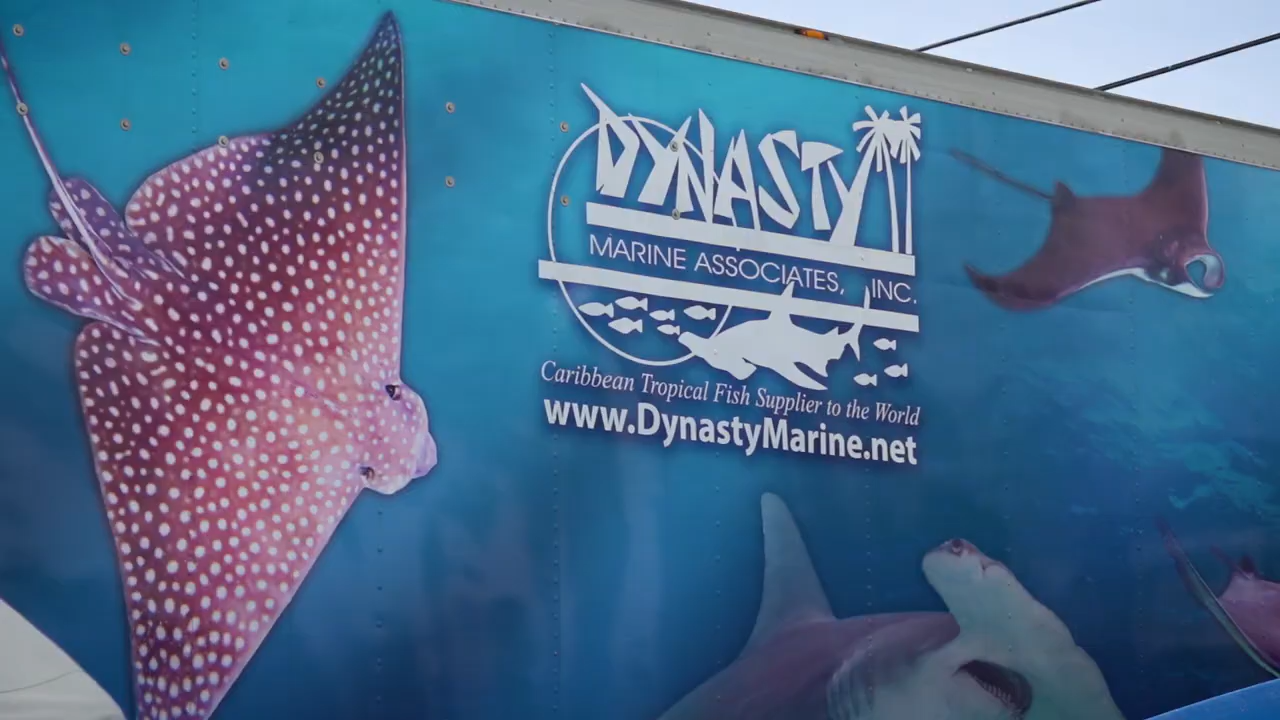 DYNASTY
MARINE ASSOCIATES, INC.
Caribbean Tropical Fish Supplier to the World
www.DynastyMarine.net